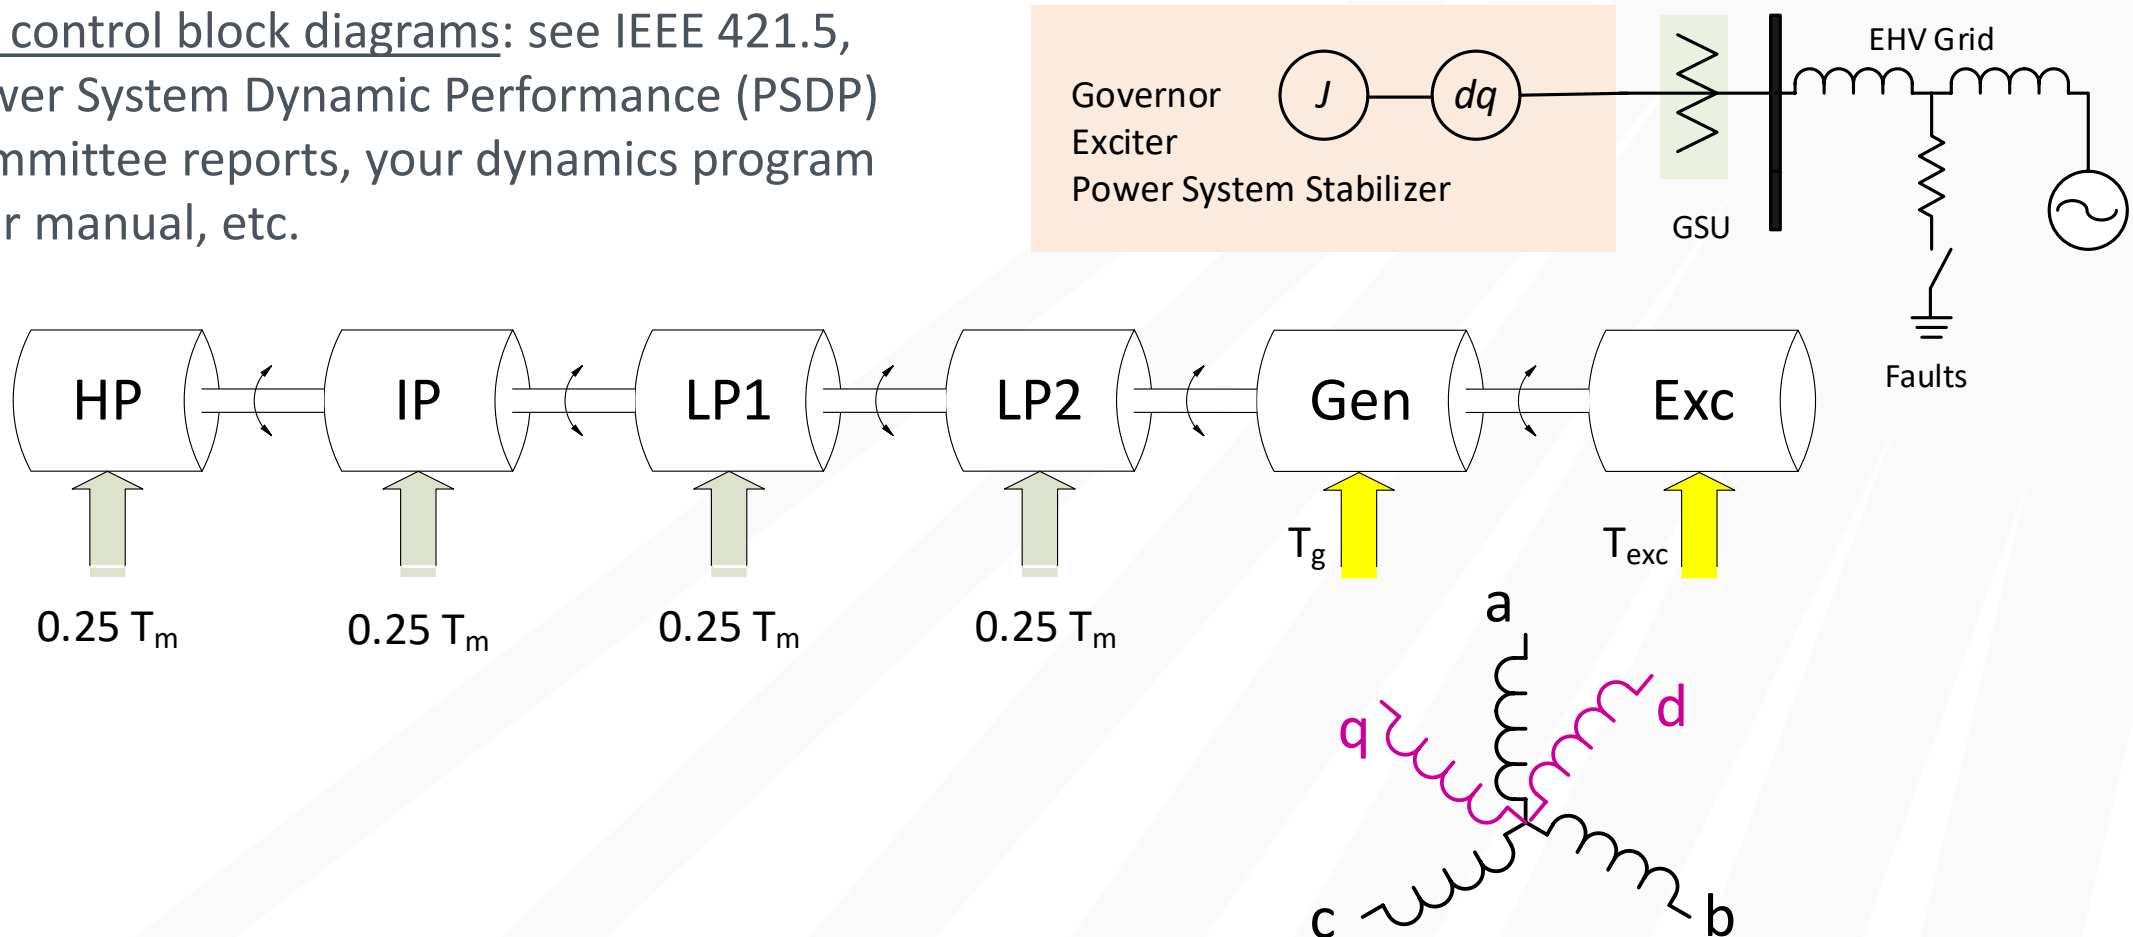 control block diagrams: see IEEE 421.5,
System Dynamic Performance (PSDP)
reports, your dynamics program
manual, etc.
Governor
Exciter
Power System Stabilizer
J
dq
GSU
EHV Grid
Faults
HP
IP
LP1
LP2
Gen
Exc
Tg
Texc
0.25 Tm
0.25 Tm
0.25 Tm
0.25 Tm
a
q
d
c
b